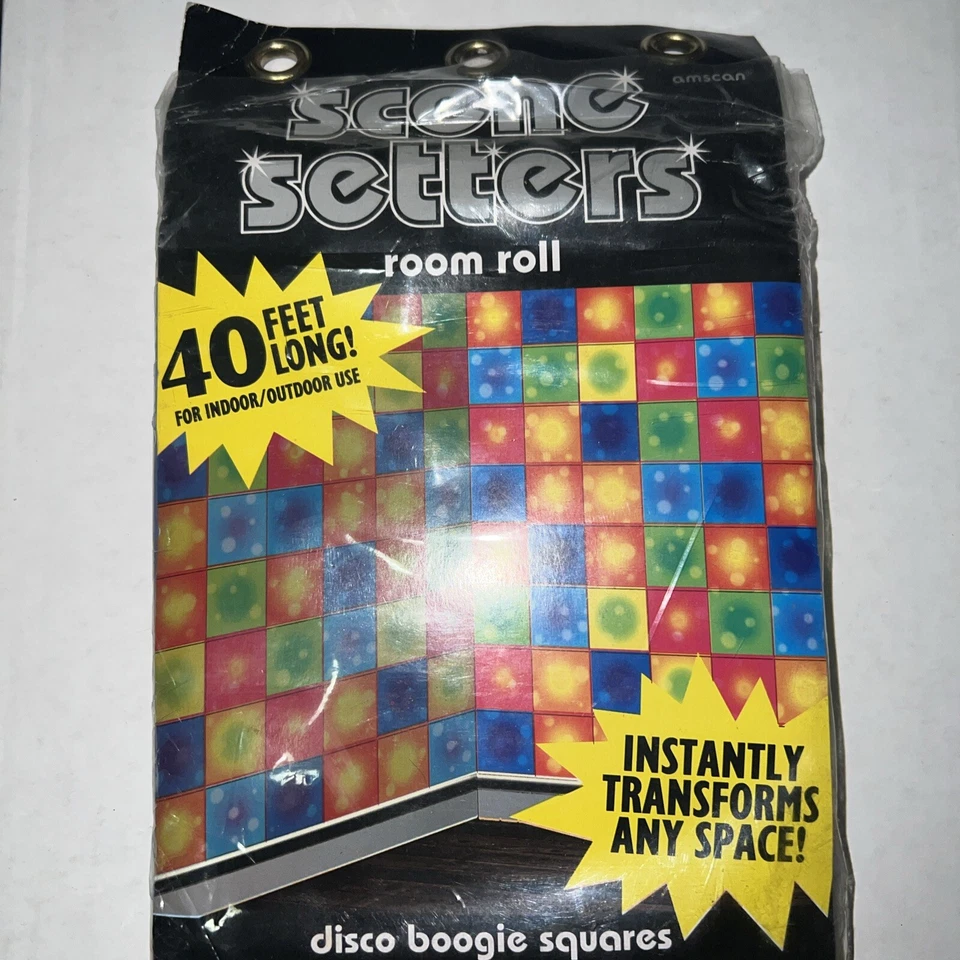 amscan
scene
setters
room roll
40 FEET
LONG!
FOR INDOOR/OUTDOOR USE
INSTANTLY
TRANSFORMS
ANY SPACE!
disco boogie squares